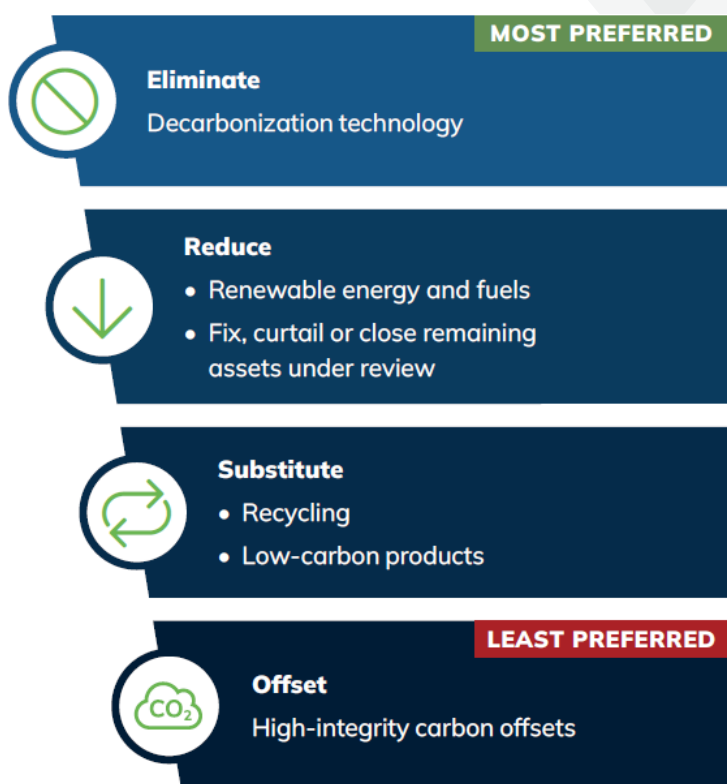 MOST PREFERRED
Eliminate
Decarbonization technology
Reduce
• Renewable energy and fuels
• Fix, curtail or close remaining
assets under review
Substitute
• Recycling
• Low-carbon products
LEAST PREFERRED
CO₂
Offset
High-integrity carbon offsets